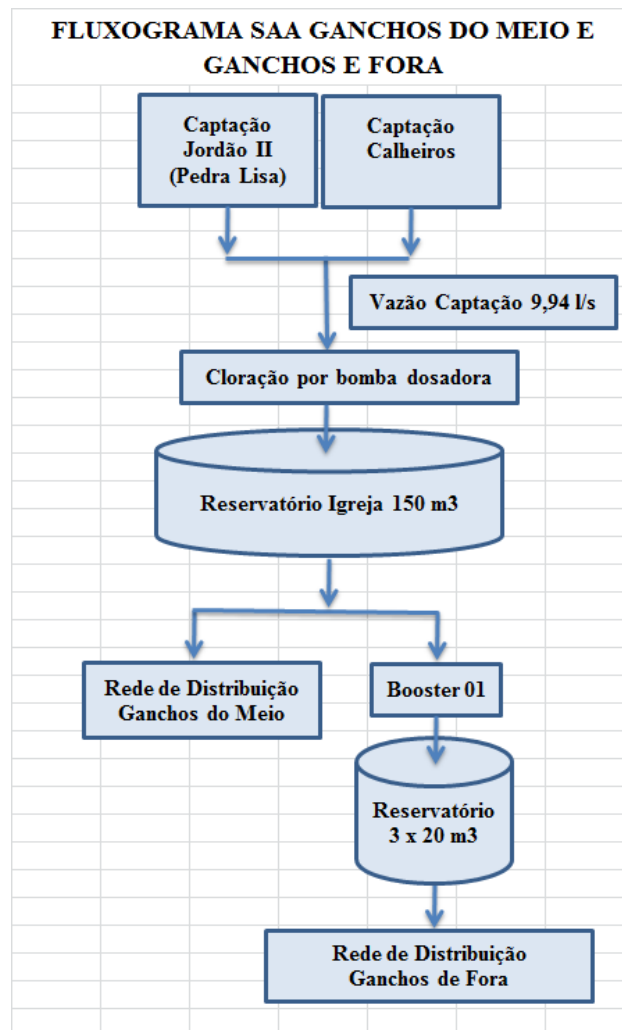 FLUXOGRAMA SAA GANCHOS DO MEIO E
GANCHOS E FORA
Captação
Jordão II
(Pedra Lisa)
Captação
Calheiros
Vazão Captação 9,94 l/s
Cloração por bomba dosadora
Reservatório Igreja 150 m3
Rede de Distribuição
Ganchos do Meio
Booster 01
Reservatório
3 x 20 m3
Rede de Distribuição
Ganchos de Fora